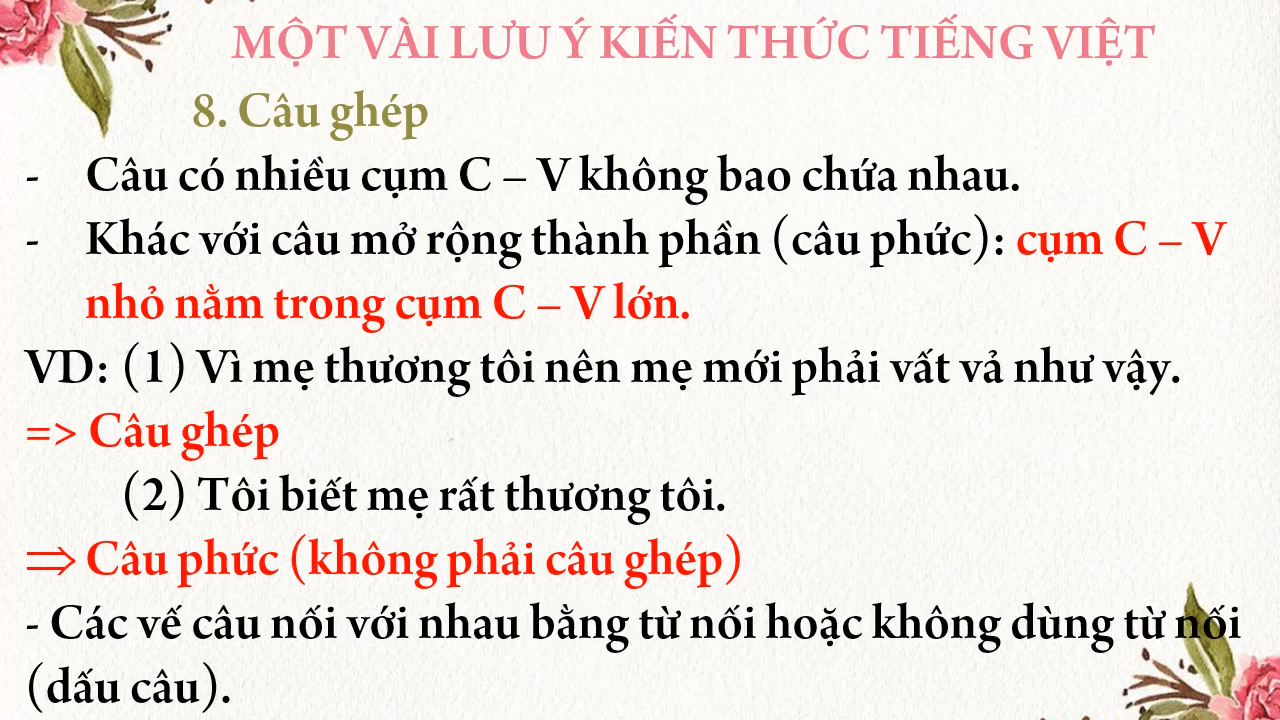 MỘT VÀI LƯU Ý KIẾN THỨC TIẾNG VIỆT
8. Câu ghép
- Câu có nhiều cụm C – V không bao chứa nhau.
- Khác với câu mở rộng thành phần (câu phức): cụm C – V
nhỏ nằm trong cụm C – V lớn.
VD: (1) Vì mẹ thương tôi nên mẹ mới phải vất vả như vậy.
=> Câu ghép
(2) Tôi biết mẹ rất thương tôi.
⇒ Câu phức (không phải câu ghép)
- Các vế câu nối với nhau bằng từ nối hoặc không dùng từ nối
(dấu câu).